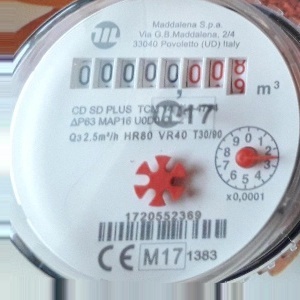 Maddalena S.p.a.
Via G.B.Maddalena, 2/4
33040 Povoletto (UD) Italy
0000000 m³
CD SD PLUS
ΔP63 MAP16 U0D0
M17
Q3 2.5m³/h HR80 VR40 T30/90
x0,0001
1720552369
CE M17 1383